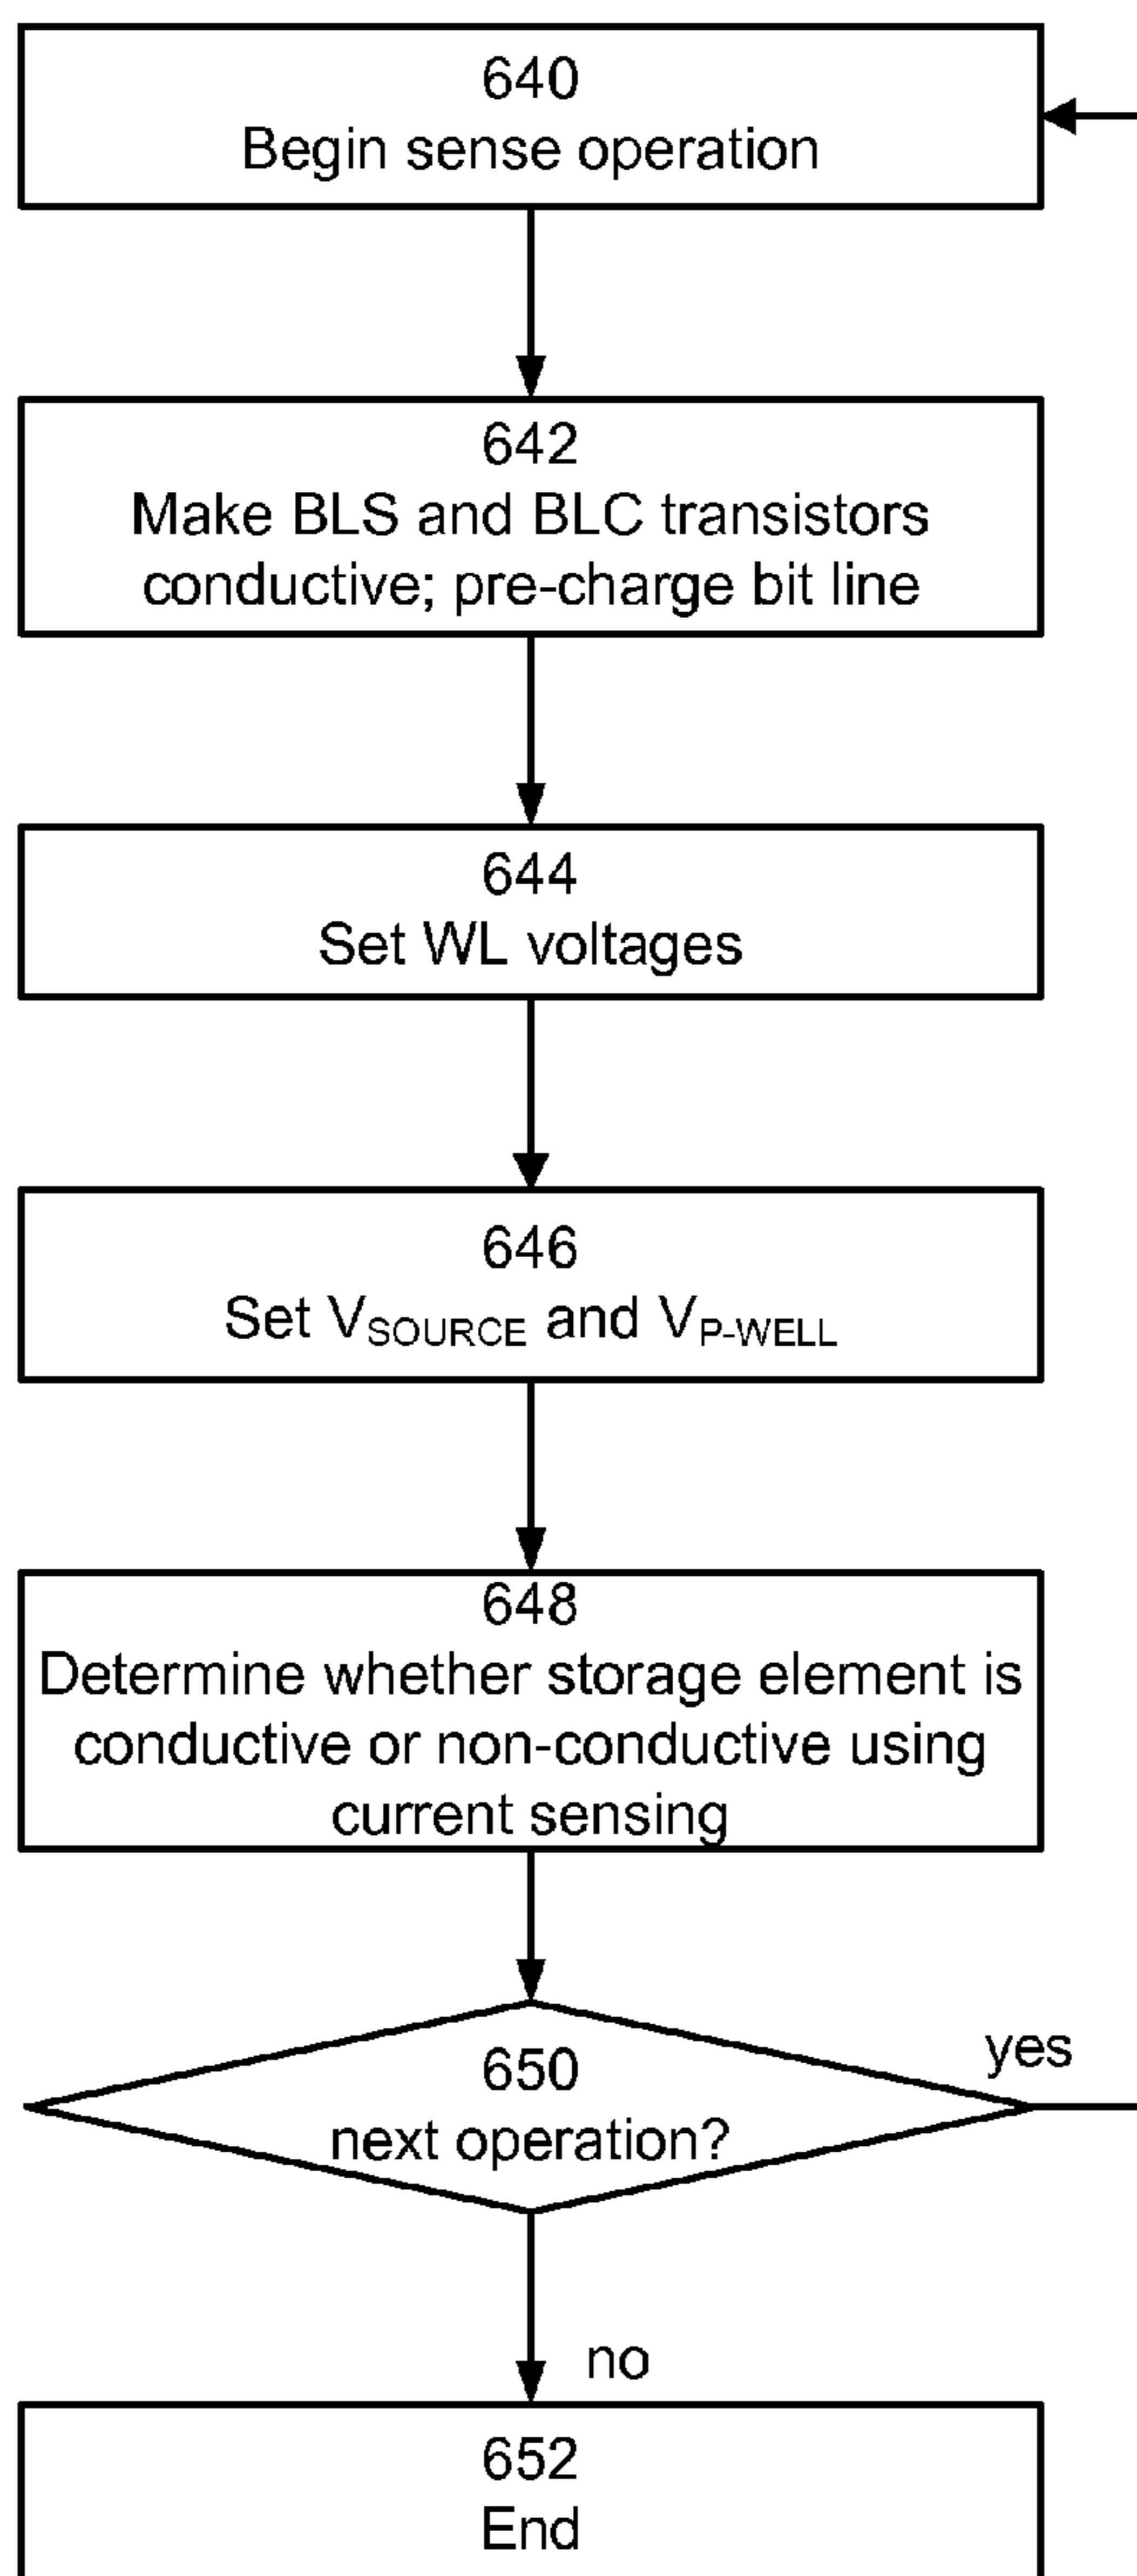 640
Begin sense operation
642
Make BLS and BLC transistors
conductive; pre-charge bit line
644
Set WL voltages
646
Set VSOURCE and VP-WELL
648
Determine whether storage element is
conductive or non-conductive using
current sensing
650
next operation?
yes
no
652
End